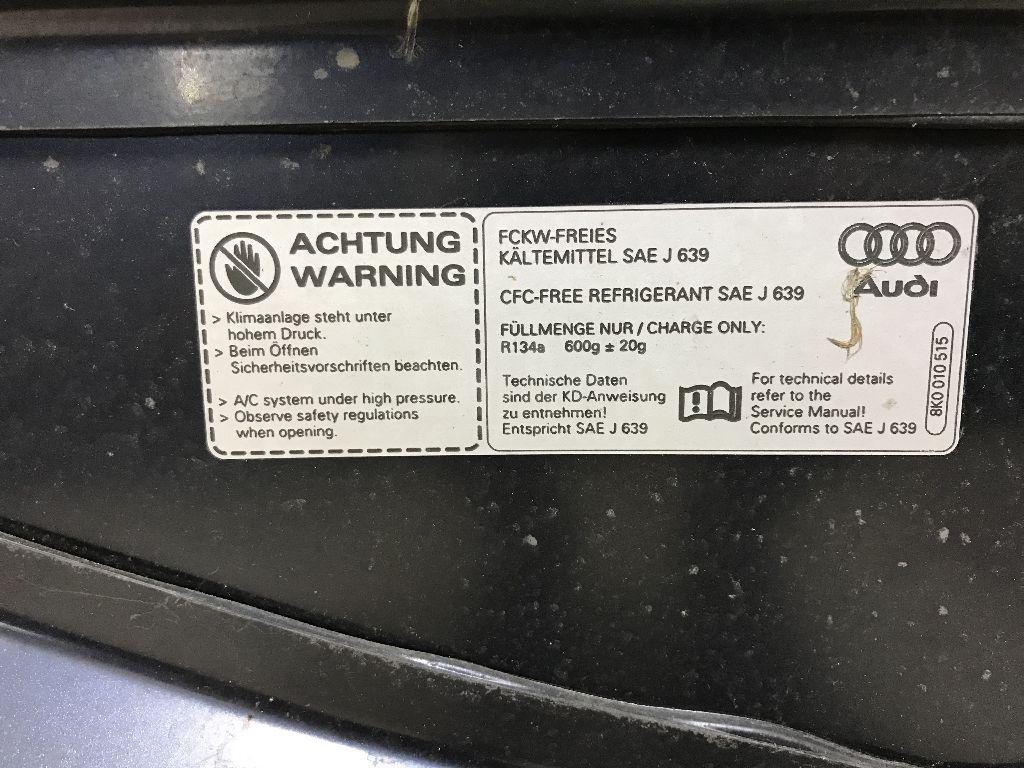 ACHTUNG
WARNING
> Klimaanlage steht unter
hohem Druck.
> Beim Öffnen
Sicherheitsvorschriften beachten.
> A/C system under high pressure.
> Observe safety regulations
when opening.
FCKW-FREIES
KÄLTEMITTEL SAE J 639
CFC-FREE REFRIGERANT SAE J 639
FÜLLMENGE NUR / CHARGE ONLY:
R134a 600g ± 20g
Technische Daten
sind der KD-Anweisung
zu entnehmen!
Entspricht SAE J 639
For technical details
refer to the
Service Manual!
Conforms to SAE J 639
Audi
8K0 010 515